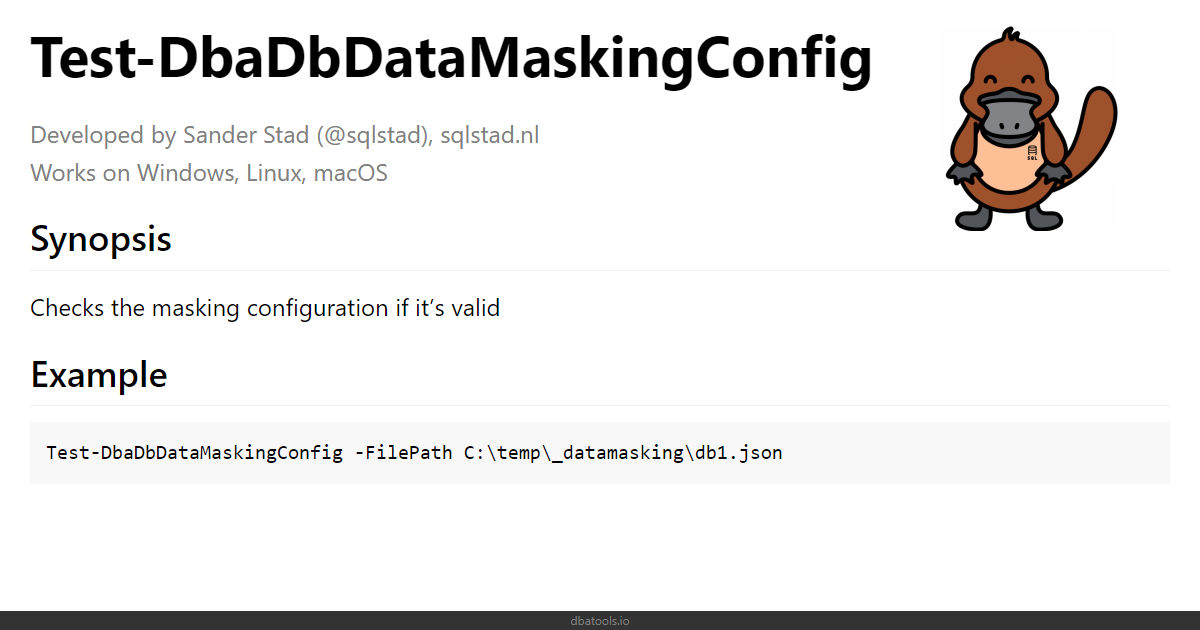 Test-DbaDbDataMaskingConfig
Developed by Sander Stad (@sqlstad), sqlstad.nl
Works on Windows, Linux, macOS
SQL
Synopsis
Checks the masking configuration if it’s valid
Example
Test-DbaDbDataMaskingConfig -FilePath C:\temp\_datamasking\db1.json
dbatools.io